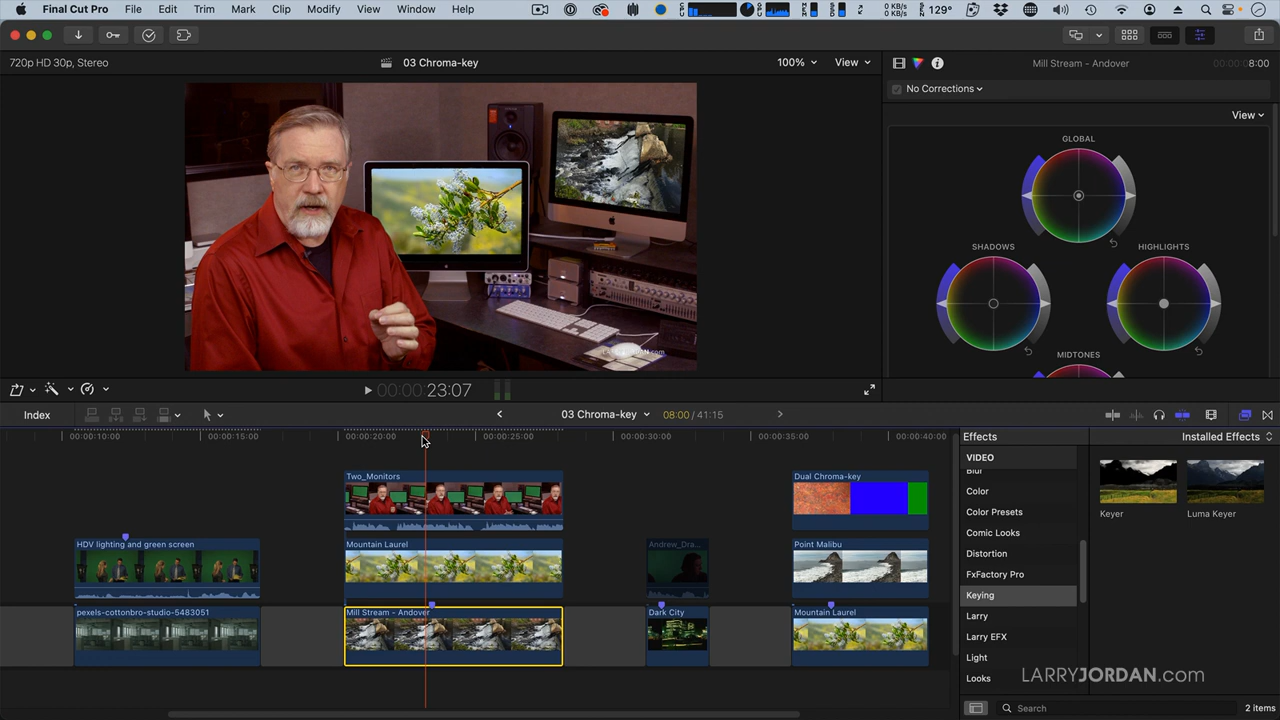 Final Cut Pro File Edit Trim Mark Clip Modify View Window Help
0 KB/s
0 KB/s
129°
720p HD 30p, Stereo
03 Chroma-key
100%
View
Mill Stream - Andover
00:00:08:00
No Corrections
View
GLOBAL
SHADOWS
HIGHLIGHTS
MIDTONES
LARRYJORDAN.com
00:00:23:07
Index
03 Chroma-key
08:00 / 41:15
Effects
Installed Effects
00:00:10:00
00:00:15:00
00:00:20:00
00:00:25:00
00:00:30:00
00:00:35:00
00:00:40:00
VIDEO
Blur
Color
Color Presets
Comic Looks
Distortion
FxFactory Pro
Keying
Larry
Larry EFX
Light
Looks
Keyer
Luma Keyer
Two_Monitors
Dual Chroma-key
HDV lighting and green screen
Mountain Laurel
Andrew_Dra...
Point Malibu
pexels-cottonbro-studio-5483051
Mill Stream - Andover
Dark City
Mountain Laurel
LARRYJORDAN.com
Search
2 items